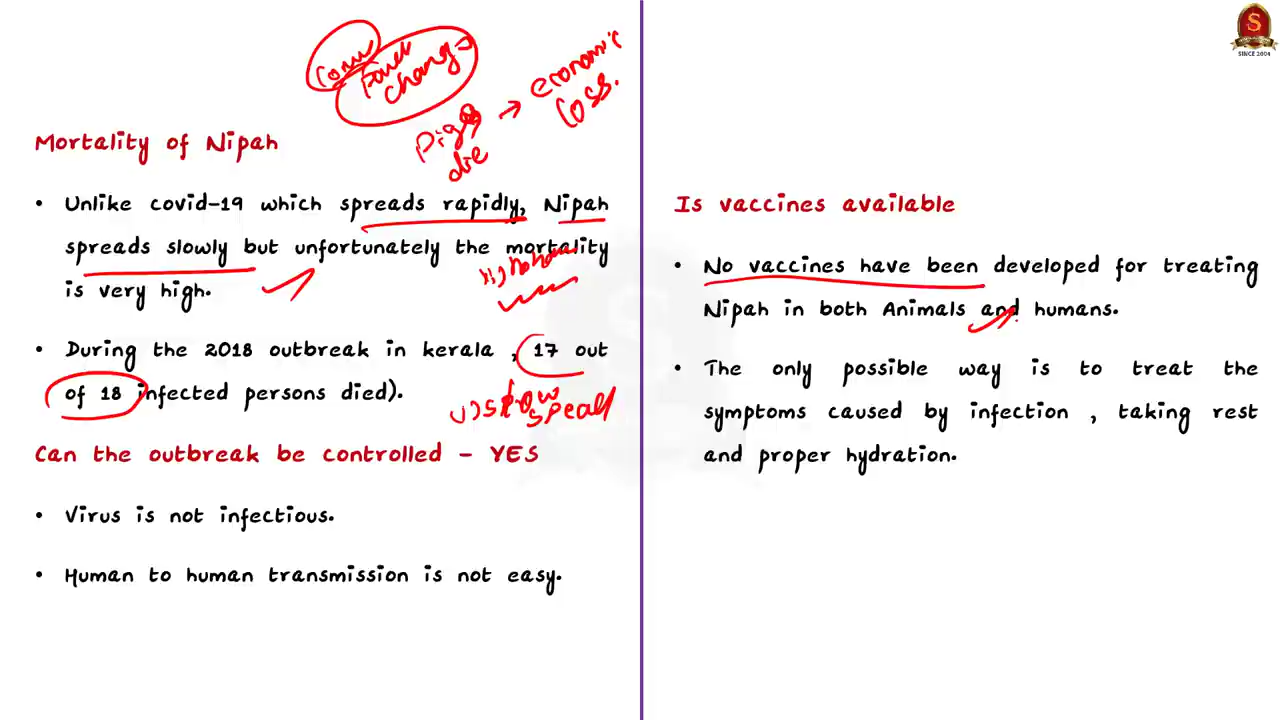 S
SINCE 2004
Food
change
economic
loss.
pigs
die
Mortality of Nipah
• Unlike covid-19 which spreads rapidly, Nipah
spreads slowly but unfortunately the mortality
is very high.
• During the 2018 outbreak in kerala , 17 out
of 18 infected persons died).
slow
spread
Can the outbreak be controlled - YES
• Virus is not infectious.
• Human to human transmission is not easy.
Is vaccines available
• No vaccines have been developed for treating
Nipah in both Animals and humans.
• The only possible way is to treat the
symptoms caused by infection , taking rest
and proper hydration.